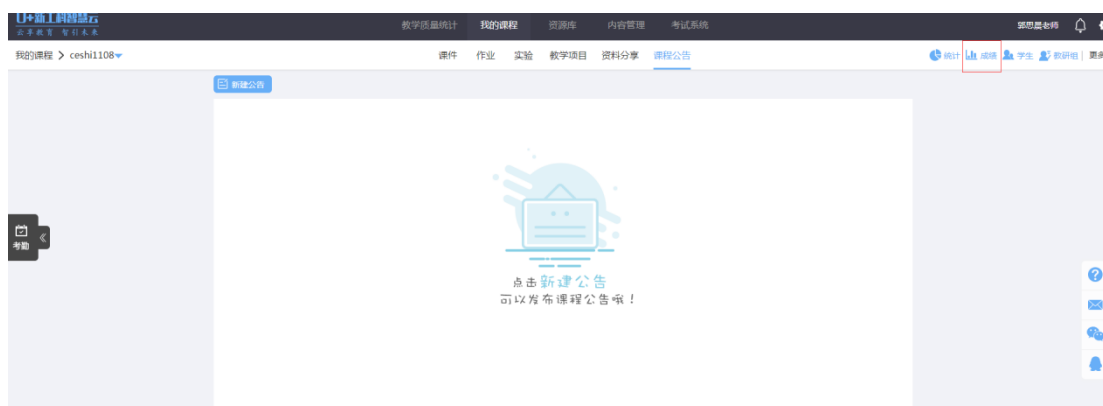 U+新工科智慧云
云享教育 智引未来
教学质量统计 我的课程 资源库 内容管理 考试系统
郭思晨老师
我的课程 > ceshi1108
课件 作业 实验 教学项目 资料分享 课程公告
统计 成绩 学生 教研组 更多
新建公告
考勤
点击新建公告
可以发布课程公告哦！